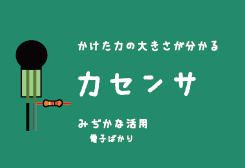 かけた力の大きさが分かる
力センサ
みぢかな活用
電子ばかり